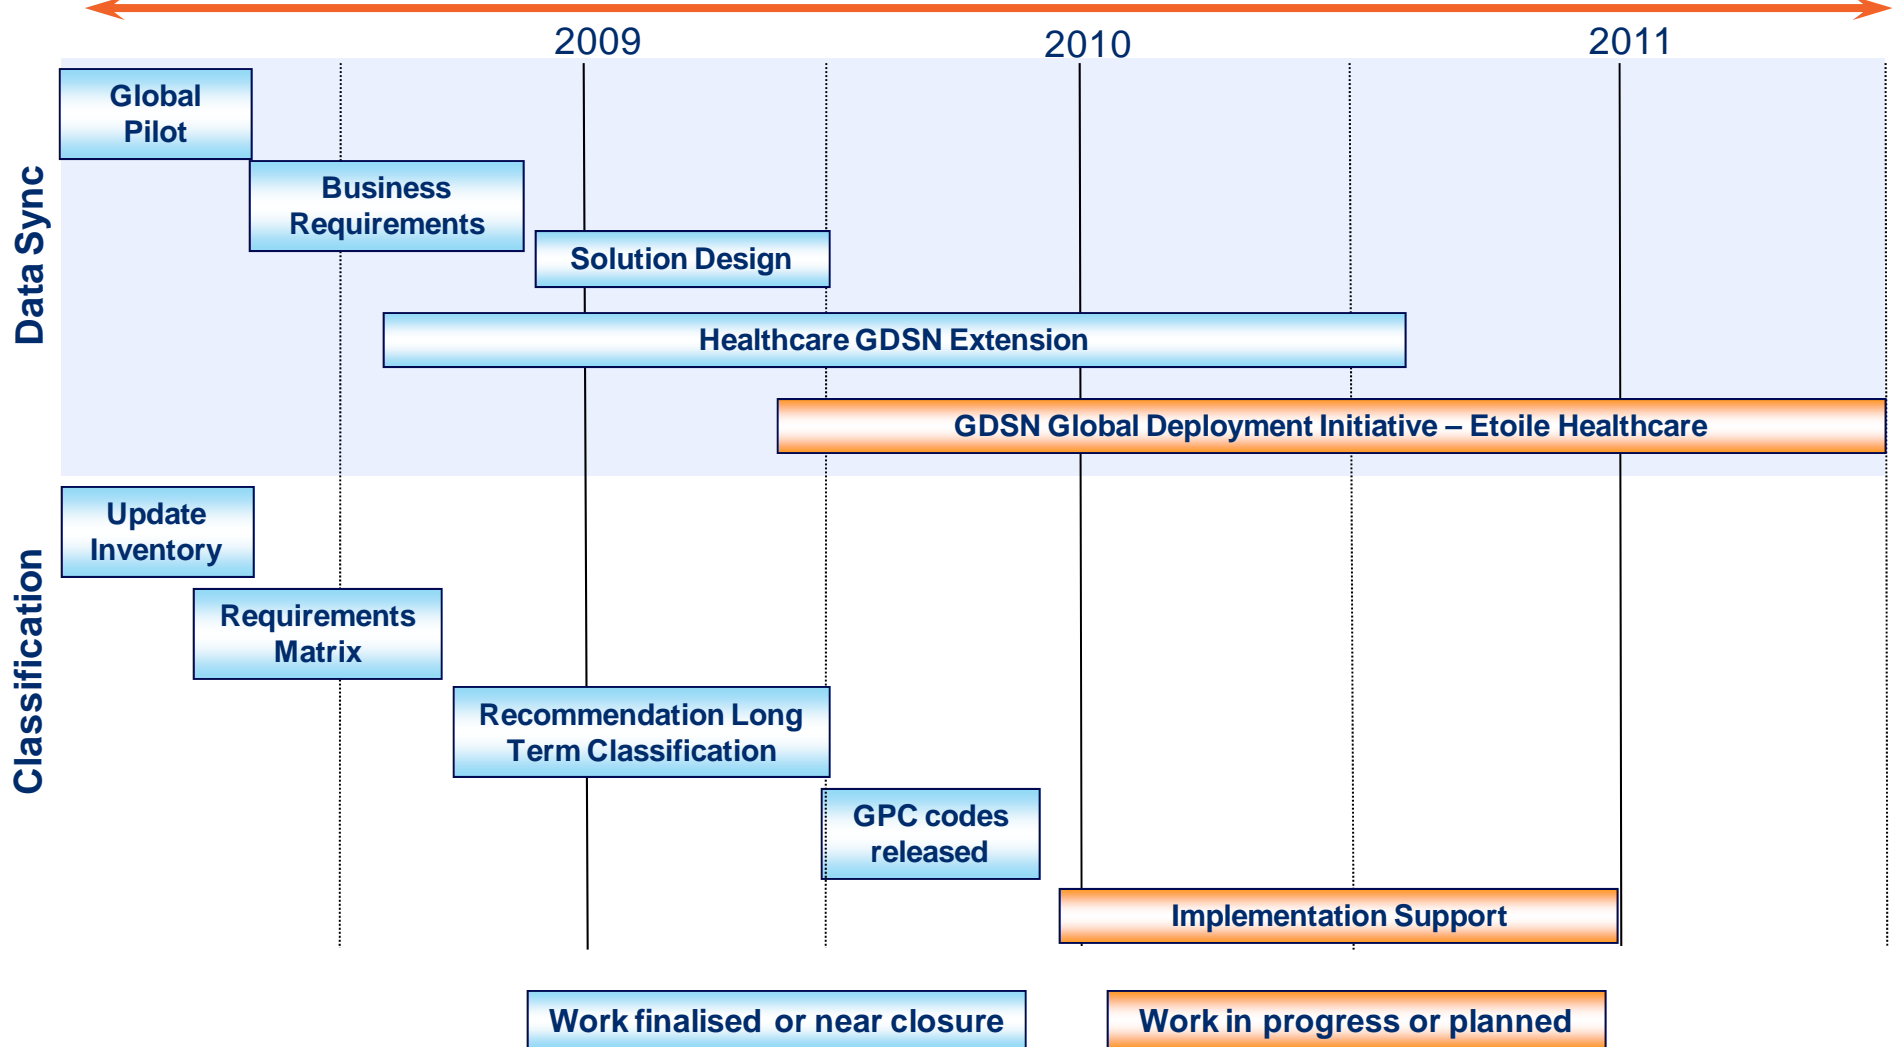 2009
2010
2011
Data Sync
Global
Pilot
Business
Requirements
Solution Design
Healthcare GDSN Extension
GDSN Global Deployment Initiative – Etoile Healthcare
Classification
Update
Inventory
Requirements
Matrix
Recommendation Long
Term Classification
GPC codes
released
Implementation Support
Work finalised or near closure
Work in progress or planned